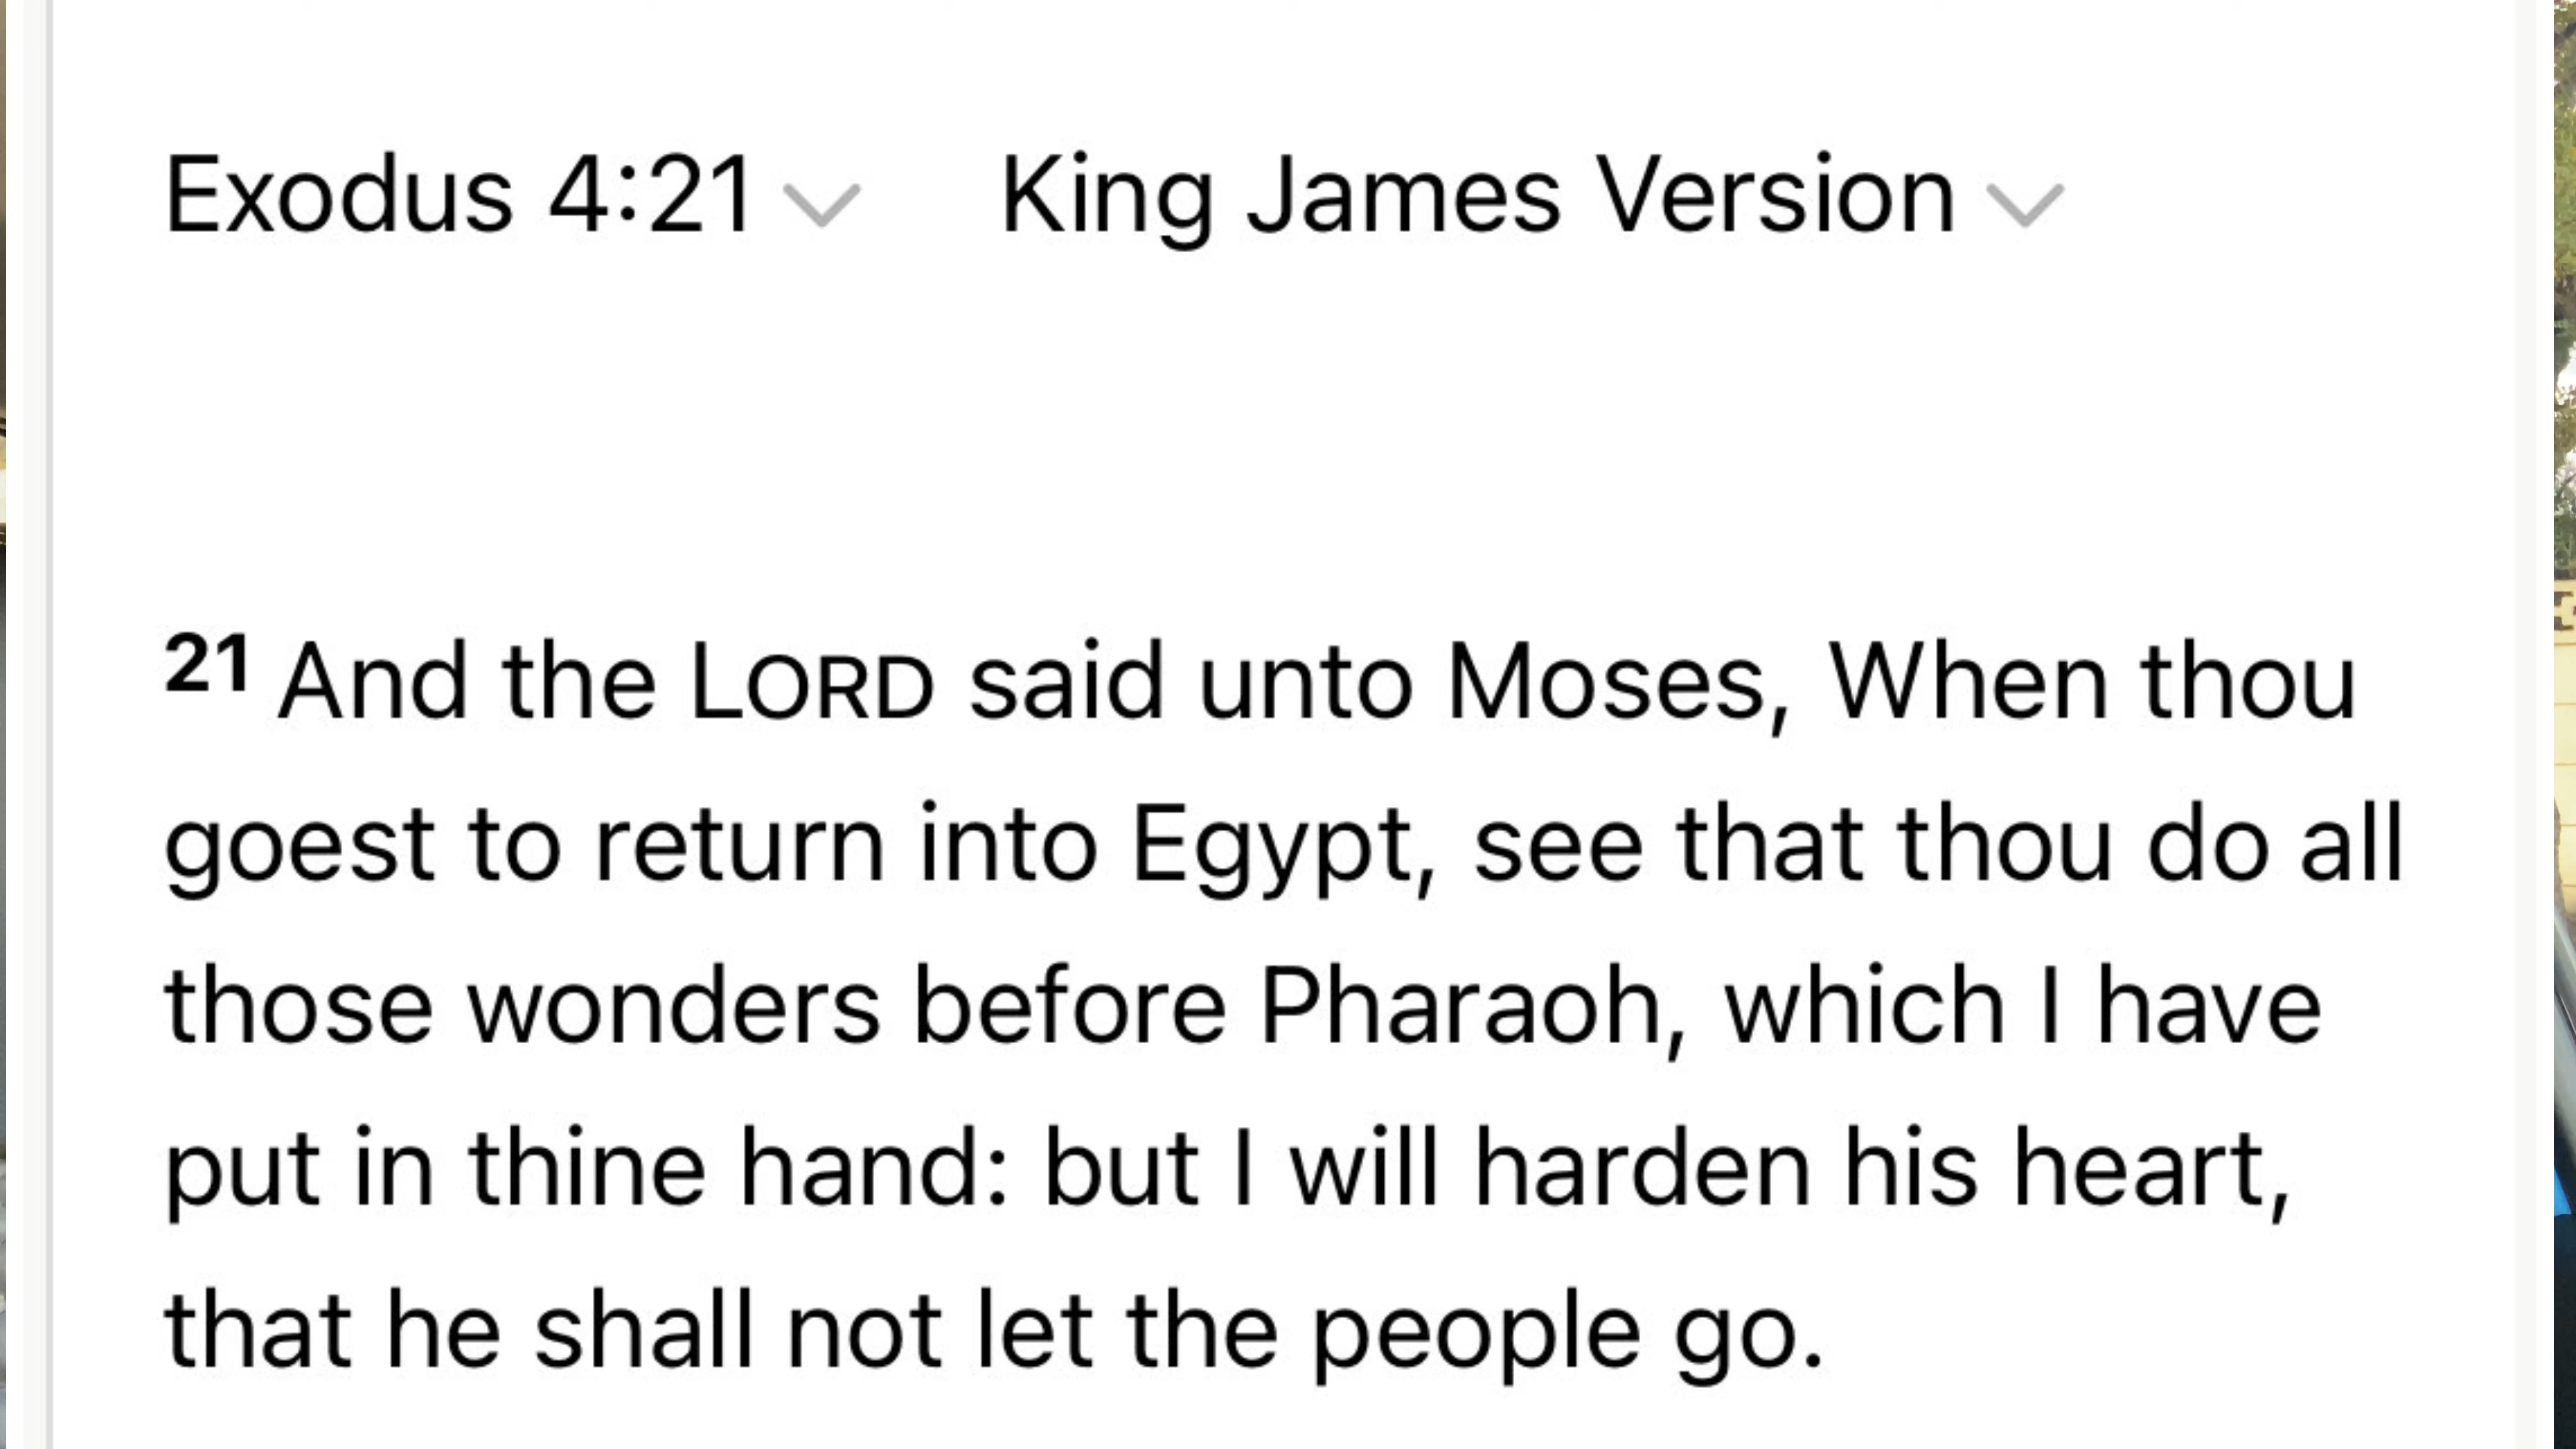 Exodus 4:21 King James Version
21 And the LORD said unto Moses, When thou
goest to return into Egypt, see that thou do all
those wonders before Pharaoh, which I have
put in thine hand: but I will harden his heart,
that he shall not let the people go.